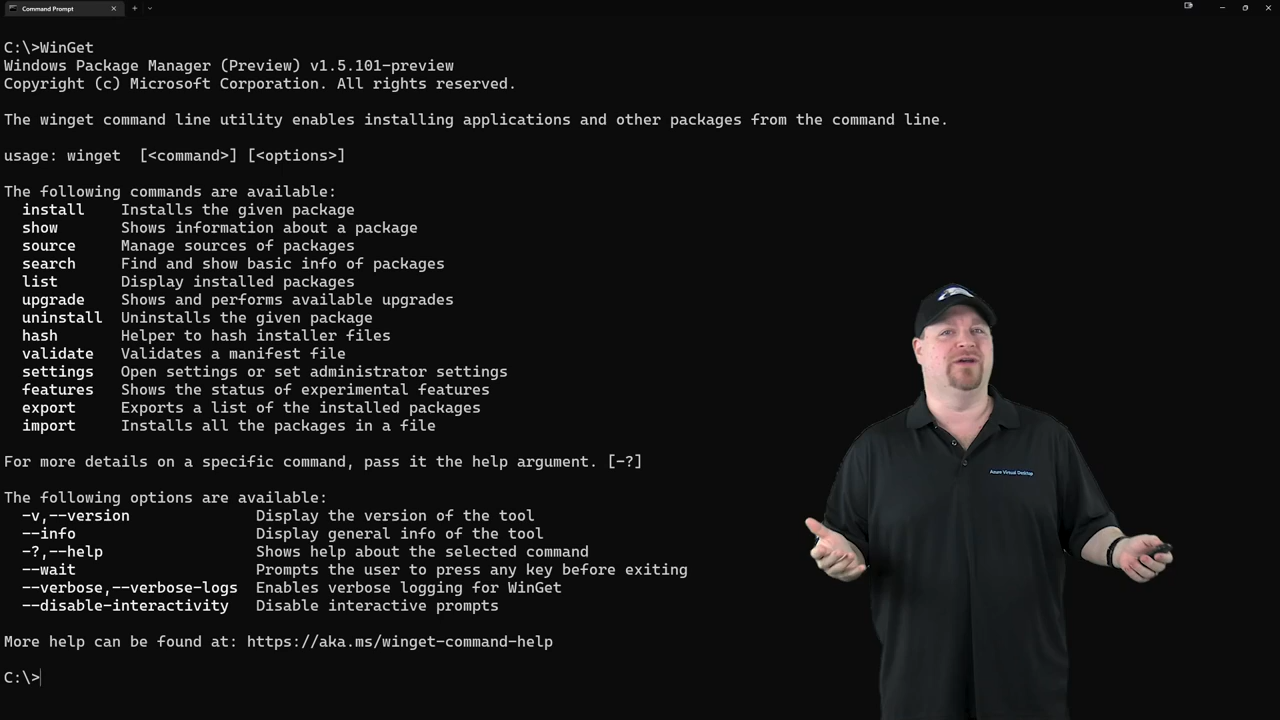 Command Prompt
C:\>WinGet
Windows Package Manager (Preview) v1.5.101-preview
Copyright (c) Microsoft Corporation. All rights reserved.
The winget command line utility enables installing applications and other packages from the command line.
usage: winget  [<command>] [<options>]
The following commands are available:
install    Installs the given package
show       Shows information about a package
source     Manage sources of packages
search     Find and show basic info of packages
list       Display installed packages
upgrade    Shows and performs available upgrades
uninstall  Uninstalls the given package
hash       Helper to hash installer files
validate   Validates a manifest file
settings   Open settings or set administrator settings
features   Shows the status of experimental features
export     Exports a list of the installed packages
import     Installs all the packages in a file
For more details on a specific command, pass it the help argument. [-?]
The following options are available:
-v,--version              Display the version of the tool
--info                    Display general info of the tool
-?,--help                 Shows help about the selected command
--wait                    Prompts the user to press any key before exiting
--verbose,--verbose-logs  Enables verbose logging for WinGet
--disable-interactivity   Disable interactive prompts
More help can be found at: https://aka.ms/winget-command-help
C:\>
Azure Virtual Desktop